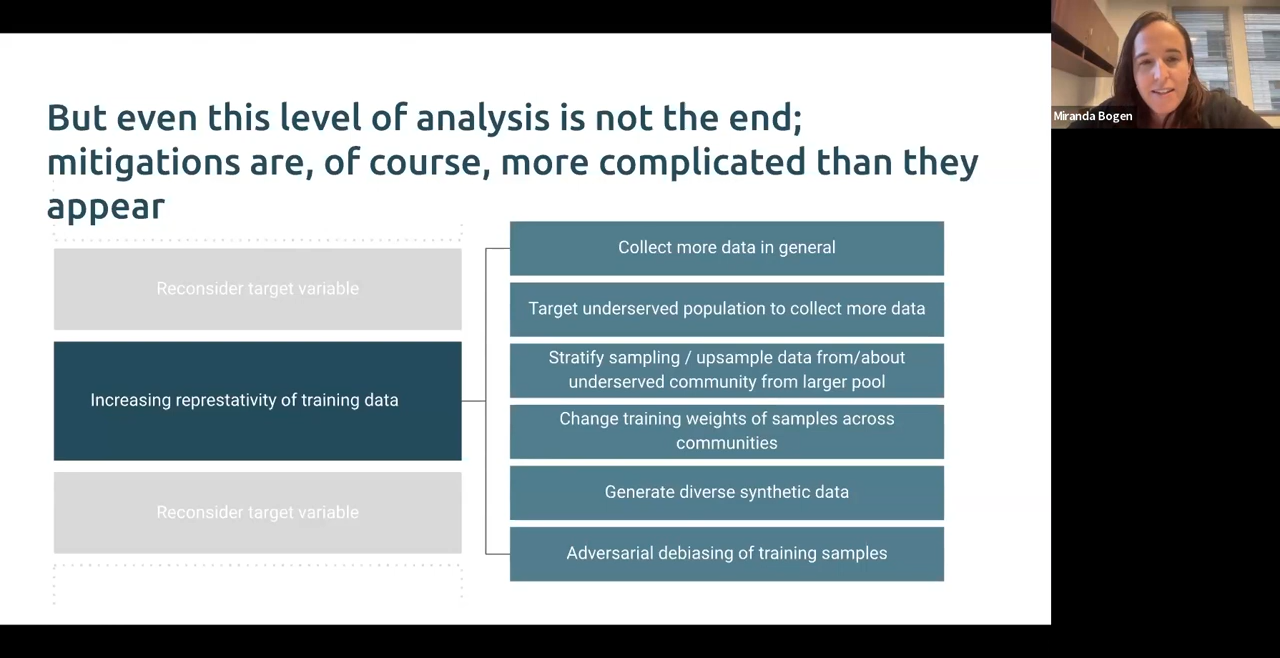 But even this level of analysis is not the end;
mitigations are, of course, more complicated than they
appear
Reconsider target variable
Increasing represtativity of training data
Reconsider target variable
Collect more data in general
Target underserved population to collect more data
Stratify sampling / upsample data from/about
underserved community from larger pool
Change training weights of samples across
communities
Generate diverse synthetic data
Adversarial debiasing of training samples
Miranda Bogen